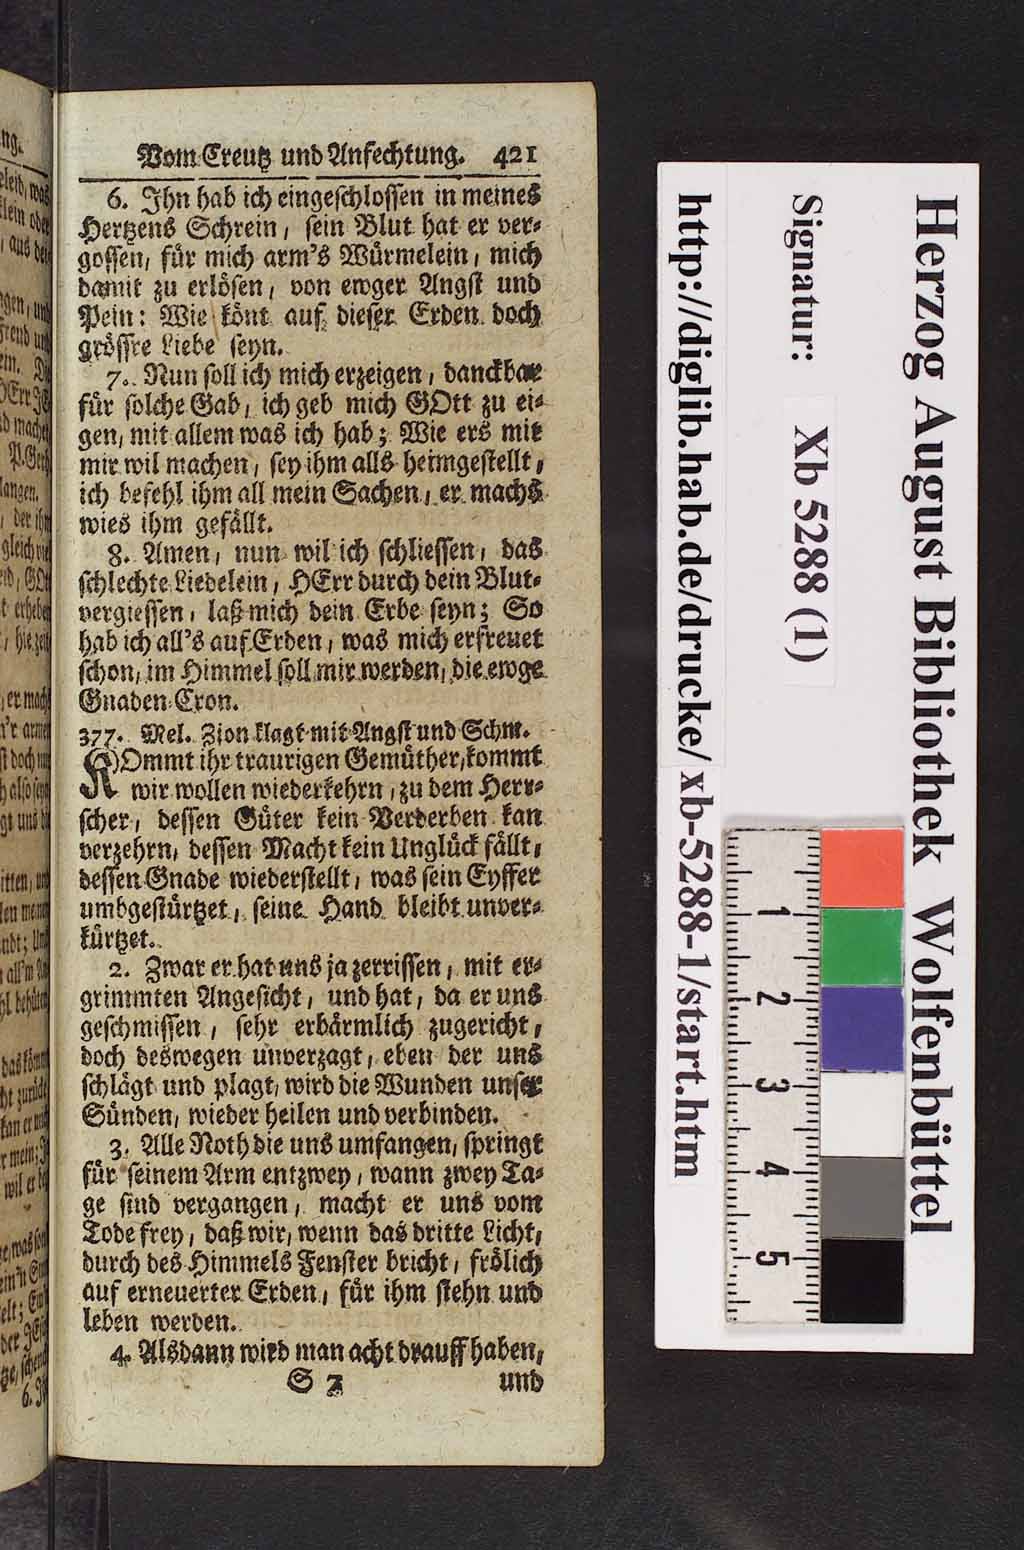 Vom Creutz und Anfechtung. 421
6. Ihn hab ich eingeschlossen in meines
Hertzens Schrein, sein Blut hat er ver-
gossen, für mich arm's Würmelein, mich
damit zu erlösen, von ewger Angst und
Pein: Wie könt auf dieser Erden doch
grössre Liebe seyn.
7. Nun soll ich mich erzeigen, danckbar
für solche Gab, ich geb mich GOtt zu ei-
gen, mit allem was ich hab; Wie ers mit
mir wil machen, sey ihm alls heimgestellt,
ich befehl ihm all mein Sachen, er machs
wies ihm gefällt.
8. Amen, nun wil ich schliessen, das
schlechte Liedelein, HErr durch dein Blut-
vergiessen, laß mich dein Erbe seyn; So
hab ich all's auf Erden, was mich erfreuet
schon, im Himmel soll mir werden, die ewge
Gnaden-Cron.
377. Mel. Zion klagt mit Angst und Schm.
KOmmt ihr traurigen Gemüther, kommt
wir wollen wiederkehrn, zu dem Herr-
scher, dessen Güter kein Verderben kan
verzehrn, dessen Macht kein Unglück fällt,
dessen Gnade wiederstellt, was sein Eyffer
umbgestürtzet, seine Hand bleibt unver-
kürtzet.
2. Zwar er hat uns ja zerrissen, mit er-
grimmten Angesicht, und hat, da er uns
geschmissen, sehr erbärmlich zugericht,
doch deswegen unverzagt, eben der uns
schlägt und plagt, wird die Wunden unser
Sünden, wieder heilen und verbinden.
3. Alle Noth die uns umfangen, springt
für seinem Arm entzwey, wann zwey Ta-
ge sind vergangen, macht er uns vom
Tode frey, daß wir, wenn das dritte Licht,
durch des Himmels Fenster bricht, frölich
auf erneuerter Erden, für ihm stehn und
leben werden.
4. Alsdann wird man acht drauff haben,
S 7 und
Herzog August Bibliothek Wolfenbüttel
Signatur: Xb 5288 (1)
http://diglib.hab.de/drucke/xb-5288-1/start.htm
1
2
3
4
5